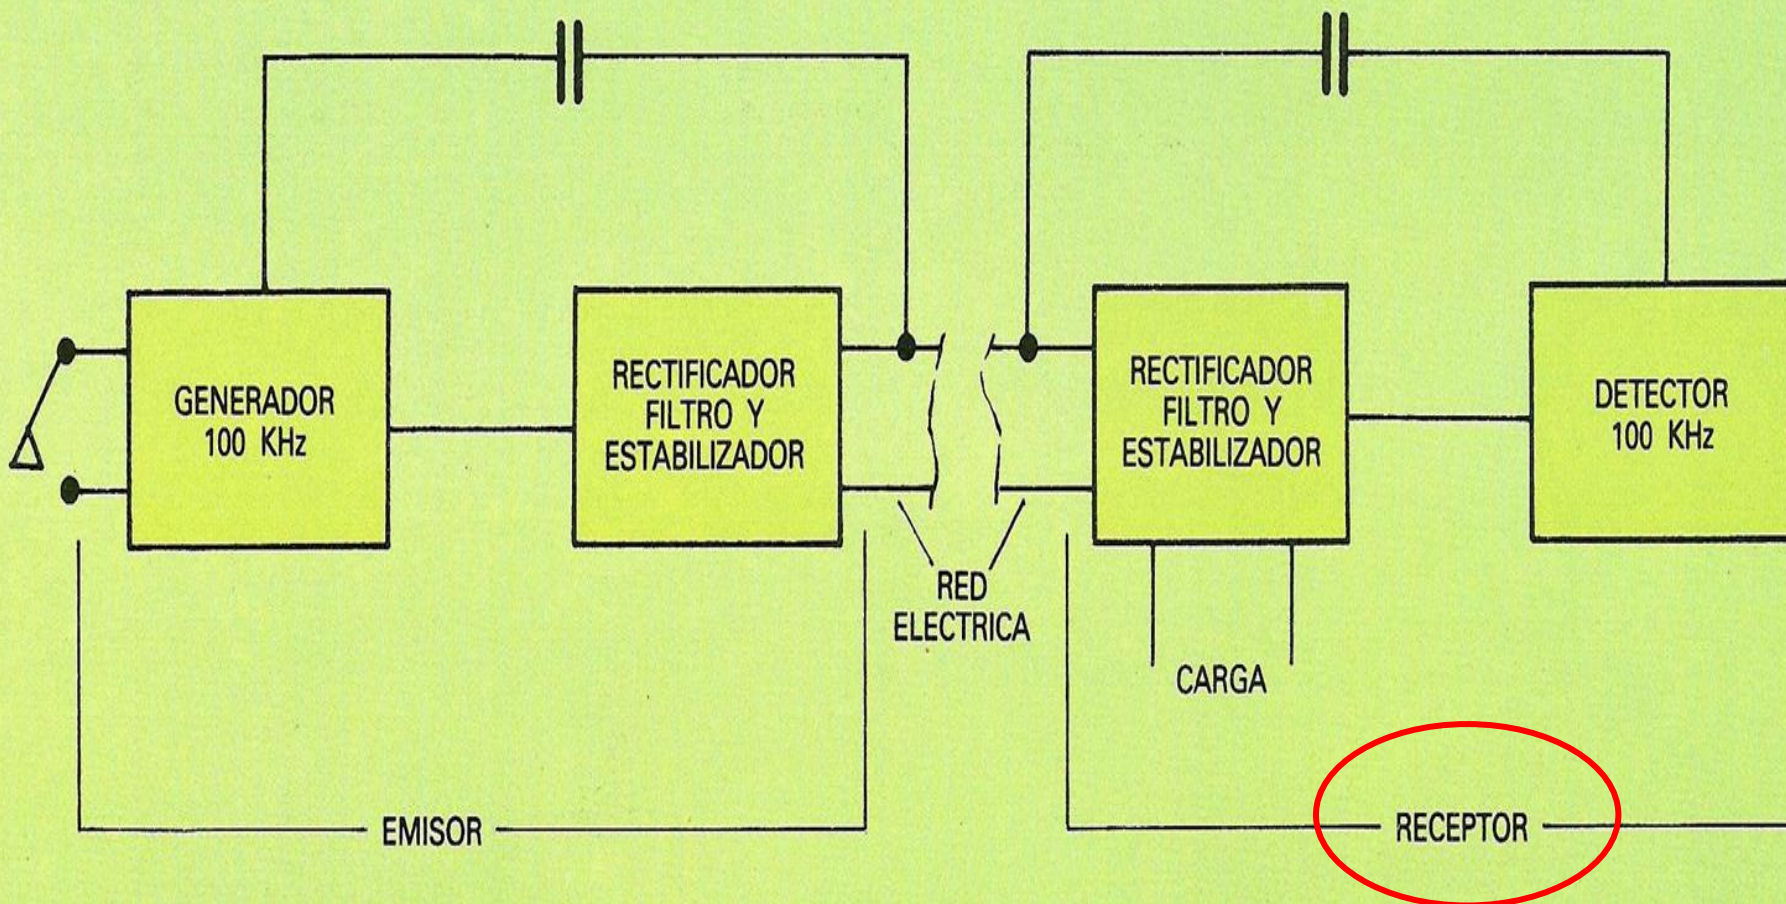 GENERADOR
100 KHz
RECTIFICADOR
FILTRO Y
ESTABILIZADOR
RED
ELECTRICA
RECTIFICADOR
FILTRO Y
ESTABILIZADOR
CARGA
DETECTOR
100 KHz
EMISOR
RECEPTOR